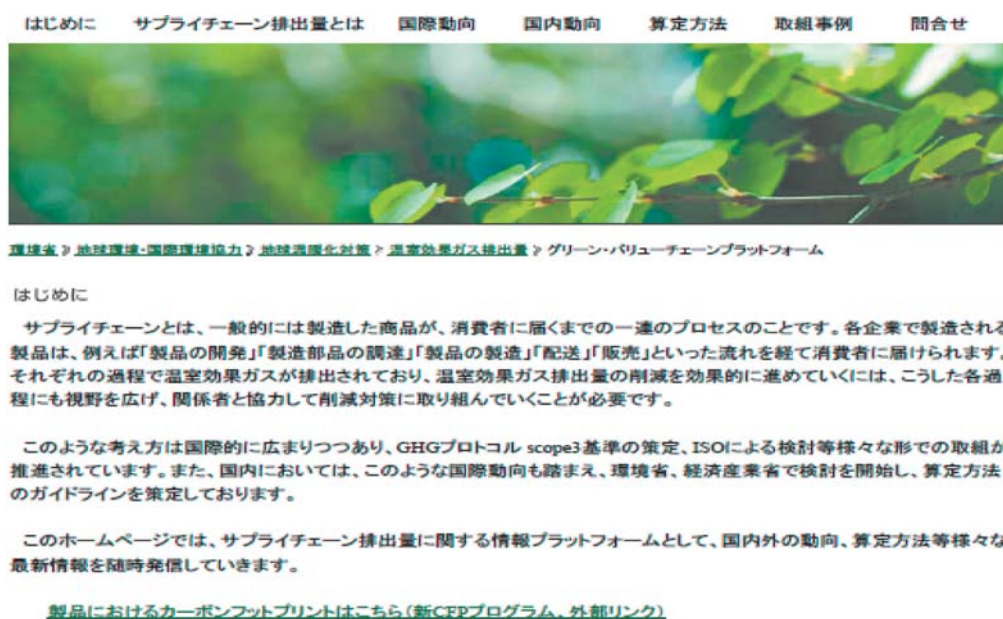 はじめに サプライチェーン排出量とは 国際動向 国内動向 算定方法 取組事例 問合せ
環境省 » 地球環境・国際環境協力 » 地球温暖化対策 » 温室効果ガス排出量 » グリーン・バリューチェーンプラットフォーム
はじめに
サプライチェーンとは、一般的には製造した商品が、消費者に届くまでの一連のプロセスのことです。各企業で製造される
製品は、例えば「製品の開発」「製造部品の調達」「製品の製造」「配送」「販売」といった流れを経て消費者に届けられます。
それぞれの過程で温室効果ガスが排出されており、温室効果ガス排出量の削減を効果的に進めていくには、こうした各過
程にも視野を広げ、関係者と協力して削減対策に取り組んでいくことが必要です。
このような考え方は国際的に広まりつつあり、GHGプロトコル scope3基準の策定、ISOによる検討等様々な形での取組が
推進されています。また、国内においては、このような国際動向も踏まえ、環境省、経済産業省で検討を開始し、算定方法
のガイドラインを策定しております。
このホームページでは、サプライチェーン排出量に関する情報プラットフォームとして、国内外の動向、算定方法等様々な
最新情報を随時発信していきます。
製品におけるカーボンフットプリントはこちら（新CFPプログラム、外部リンク）